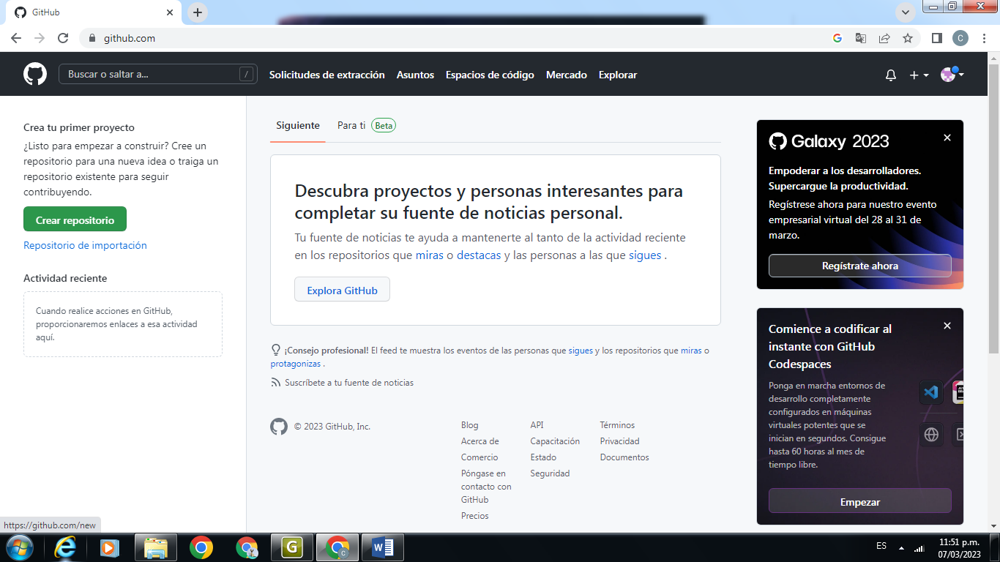 GitHub
github.com
Buscar o saltar a...
/
Solicitudes de extracción
Asuntos
Espacios de código
Mercado
Explorar
Crea tu primer proyecto
¿Listo para empezar a construir? Cree un
repositorio para una nueva idea o traiga un
repositorio existente para seguir
contribuyendo.
Crear repositorio
Repositorio de importación
Actividad reciente
Cuando realice acciones en GitHub,
proporcionaremos enlaces a esa actividad
aquí.
Siguiente
Para ti Beta
Descubra proyectos y personas interesantes para
completar su fuente de noticias personal.
Tu fuente de noticias te ayuda a mantenerte al tanto de la actividad reciente
en los repositorios que miras o destacas y las personas a las que sigues .
Explora GitHub
¡Consejo profesional! El feed te muestra los eventos de las personas que sigues y los repositorios que miras o
protagonizas .
Suscríbete a tu fuente de noticias
© 2023 GitHub, Inc.
Blog
Acerca de
Comercio
Póngase en
contacto con
GitHub
Precios
API
Capacitación
Estado
Seguridad
Términos
Privacidad
Documentos
Galaxy 2023
Empoderar a los desarrolladores.
Supercargue la productividad.
Regístrese ahora para nuestro evento
empresarial virtual del 28 al 31 de
marzo.
Regístrate ahora
Comience a codificar al
instante con GitHub
Codespaces
Ponga en marcha entornos de
desarrollo completamente
configurados en máquinas
virtuales potentes que se
inician en segundos. Consigue
hasta 60 horas al mes de
tiempo libre.
Empezar
https://github.com/new
ES
11:51 p.m.
07/03/2023